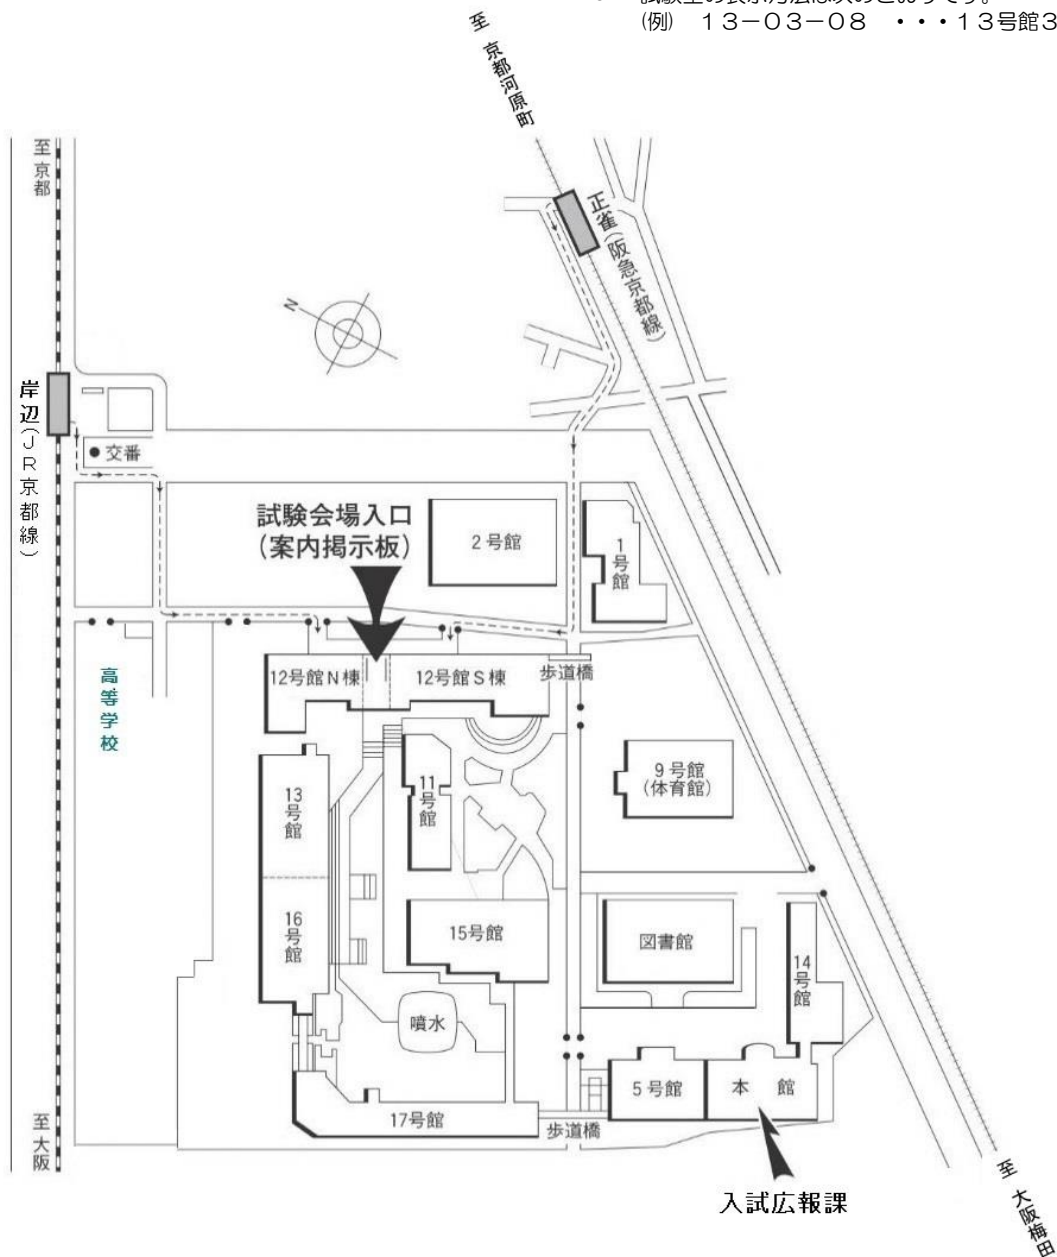 (例) １３－０３－０８ ・・・１３号館３
至 京都河原町
至京都
正雀(阪急京都線)
N
岸辺(ＪＲ京都線)
交番
試験会場入口
(案内掲示板)
2号館
1号館
高等学校
12号館N棟
12号館S棟
歩道橋
13号館
11号館
9号館
(体育館)
16号館
15号館
図書館
14号館
噴水
5号館
本 館
17号館
歩道橋
至大阪
入試広報課
至 大阪梅田